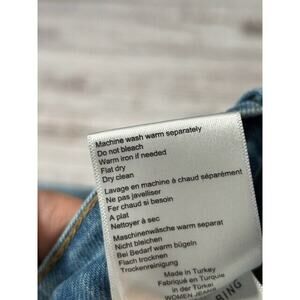 Machine wash warm separately
Do not bleach
Warm iron if needed
Flat dry
Dry clean
Lavage en machine à chaud séparément
Ne pas javelliser
Fer chaud si besoin
A plat
Nettoyer à sec
Maschinenwäsche warm separat
Nicht bleichen
Bei Bedarf warm bügeln
Flach trocknen
Trockenreinigung
Made in Turkey
Fabriqué en Turquie
in der Türkei
WOMEN JEANS